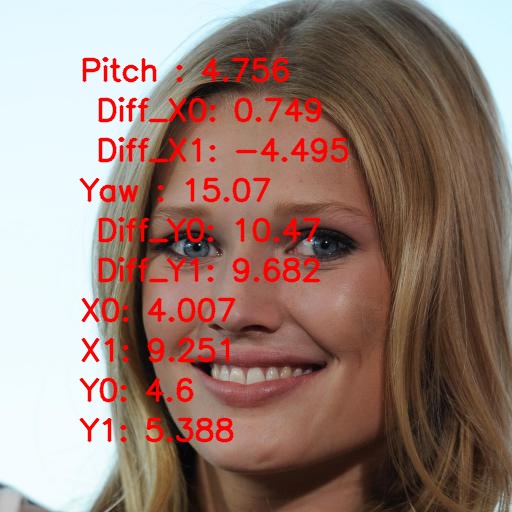 Pitch : 4.756
Diff_X0: 0.749
Diff_X1: -4.495
Yaw : 15.07
Diff_Y0: 10.47
Diff_Y1: 9.682
X0: 4.007
X1: 9.251
Y0: 4.6
Y1: 5.388